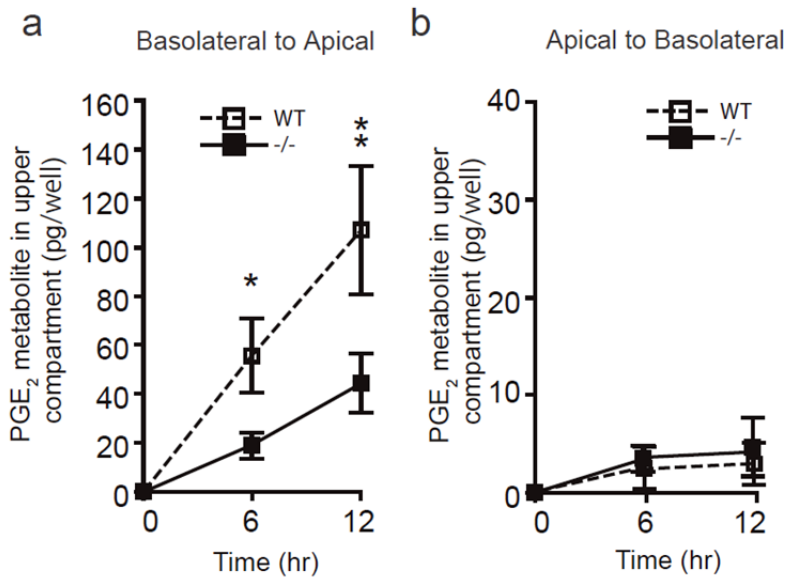 a
Basolateral to Apical
PGE₂ metabolite in upper
compartment (pg/well)
160
140
120
100
80
60
40
20
0
WT
-/-
*
*
*
0
6
12
Time (hr)
b
Apical to Basolateral
PGE₂ metabolite in upper
compartment (pg/well)
40
30
20
10
0
WT
-/-
0
6
12
Time (hr)